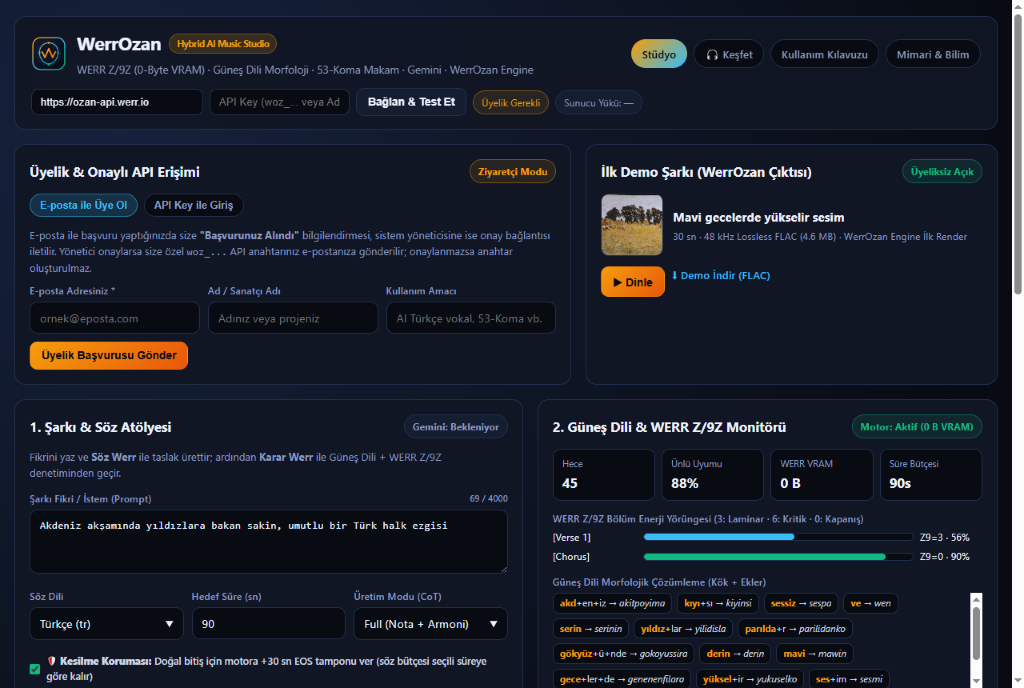 WerrOzan
Hybrid AI Music Studio
WERR Z/9Z (0-Byte VRAM) · Güneş Dili Morfoloji · 53-Koma Makam · Gemini · WerrOzan Engine
Stüdyo
🎧 Keşfet
Kullanım Kılavuzu
Mimari & Bilim
https://ozan-api.werr.io
API Key (woz_... veya Ad
Bağlan & Test Et
Üyelik Gerekli
Sunucu Yükü: —
Üyelik & Onaylı API Erişimi
Ziyaretçi Modu
E-posta ile Üye Ol
API Key ile Giriş
E-posta ile başvuru yaptığınızda size "Başvurunuz Alındı" bilgilendirmesi, sistem yöneticisine ise onay bağlantısı
iletilir. Yönetici onaylarsa size özel woz_... API anahtarınız e-postanıza gönderilir; onaylanmazsa anahtar
oluşturulmaz.
E-posta Adresiniz *
Ad / Sanatçı Adı
Kullanım Amacı
ornek@eposta.com
Adınız veya projeniz
AI Türkçe vokal, 53-Koma vb.
Üyelik Başvurusu Gönder
İlk Demo Şarkı (WerrOzan Çıktısı)
Üyeliksiz Açık
Mavi gecelerde yükselir sesim
30 sn · 48 kHz Lossless FLAC (4.6 MB) · WerrOzan Engine İlk Render
▶ Dinle
⬇ Demo İndir (FLAC)
1. Şarkı & Söz Atölyesi
Gemini: Bekleniyor
Fikrini yaz ve Söz Werr ile taslak ürettir; ardından Karar Werr ile Güneş Dili + WERR Z/9Z
denetiminden geçir.
Şarkı Fikri / İstem (Prompt)
69 / 4000
Akdeniz akşamında yıldızlara bakan sakin, umutlu bir Türk halk ezgisi
Söz Dili
Hedef Süre (sn)
Üretim Modu (CoT)
Türkçe (tr)
90
Full (Nota + Armoni)
Kesilme Koruması: Doğal bitiş için motora +30 sn EOS tamponu ver (söz bütçesi seçili süreye
göre kalır)
2. Güneş Dili & WERR Z/9Z Monitörü
Motor: Aktif (0 B VRAM)
Hece
45
Ünlü Uyumu
88%
WERR VRAM
0 B
Süre Bütçesi
90s
WERR Z/9Z Bölüm Enerji Yörüngesi (3: Laminar · 6: Kritik · 0: Kapanış)
[Verse 1]
Z9=3 · 56%
[Chorus]
Z9=0 · 90%
Güneş Dili Morfolojik Çözümleme (Kök + Ekler)
akd+en+iz → akitpoyima
kıyı+sı → kiyinsi
sessiz → sespa
ve → wen
serin → serinin
yıldız+lar → yilidisla
parılda+r → parilidanko
gökyüz+ü+nde → gokoyussira
derin → derin
mavi → mawin
gece+ler+de → genenenfilara
yüksel+ir → yukuselko
ses+im → sesmi